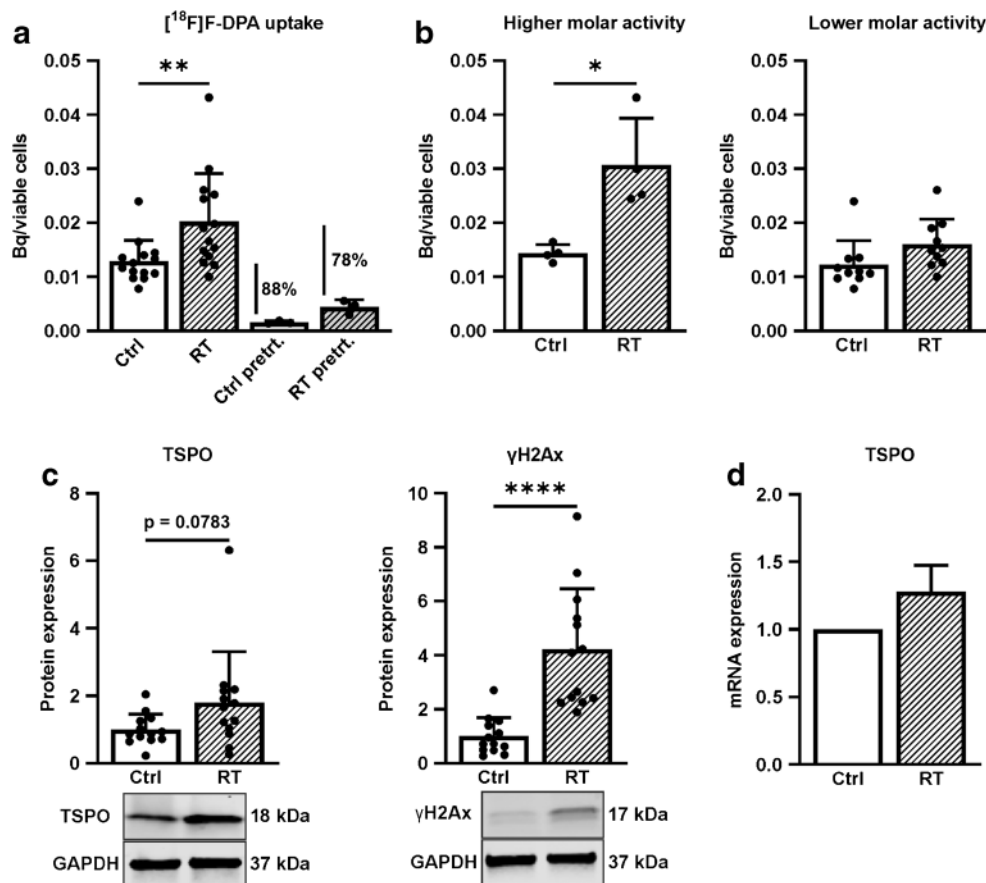 a
[¹⁸F]F-DPA uptake
Bq/viable cells
0.05
0.04
0.03
0.02
0.01
0.00
**
88%
78%
Ctrl
RT
Ctrl pretrt.
RT pretrt.
b
Higher molar activity
Bq/viable cells
0.05
0.04
0.03
0.02
0.01
0.00
*
Ctrl
RT
Lower molar activity
Bq/viable cells
0.05
0.04
0.03
0.02
0.01
0.00
Ctrl
RT
c
TSPO
Protein expression
8
6
4
2
0
p = 0.0783
Ctrl
RT
TSPO
18 kDa
GAPDH
37 kDa
γH2Ax
Protein expression
10
8
6
4
2
0
****
Ctrl
RT
γH2Ax
17 kDa
GAPDH
37 kDa
d
TSPO
mRNA expression
2.0
1.5
1.0
0.5
0.0
Ctrl
RT